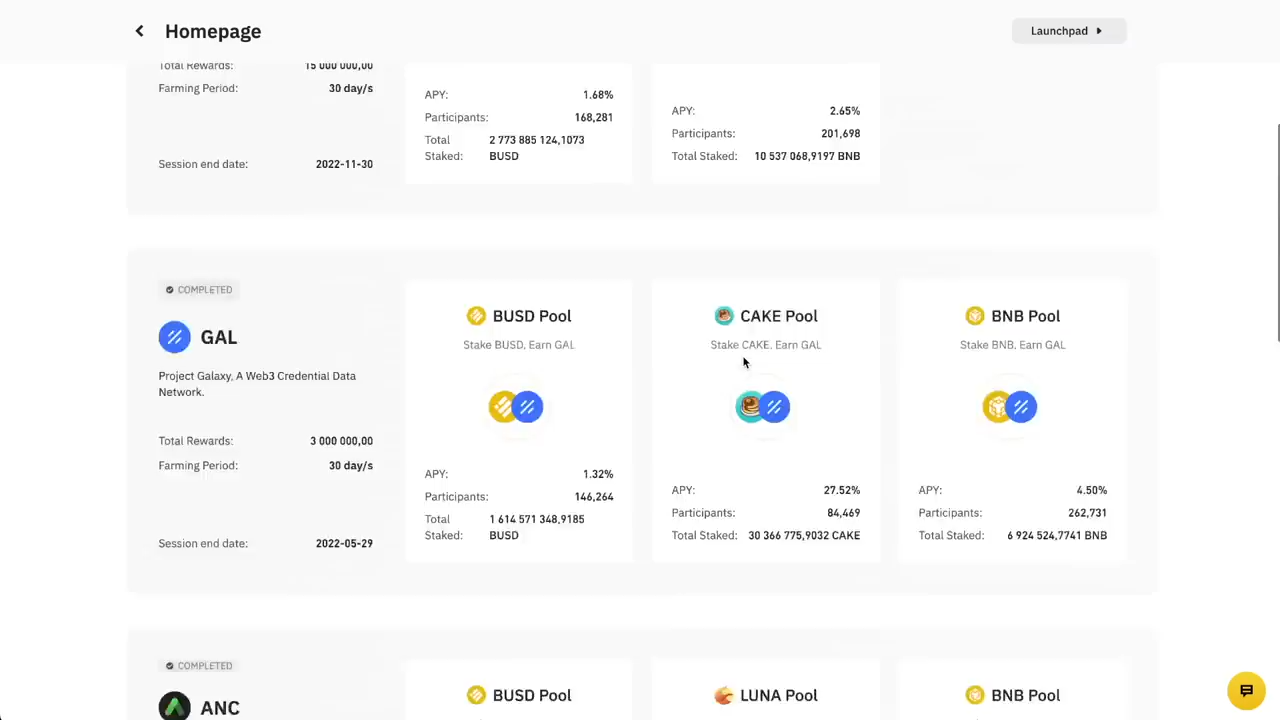 Homepage
Launchpad
Total Rewards: 15 000 000,00
Farming Period: 30 day/s
Session end date: 2022-11-30
APY: 1.68%
Participants: 168,281
Total Staked: 2 773 885 124,1073 BUSD
APY: 2.65%
Participants: 201,698
Total Staked: 10 537 068,9197 BNB
COMPLETED
GAL
Project Galaxy, A Web3 Credential Data
Network.
Total Rewards: 3 000 000,00
Farming Period: 30 day/s
Session end date: 2022-05-29
BUSD Pool
Stake BUSD, Earn GAL
APY: 1.32%
Participants: 146,264
Total Staked: 1 614 571 348,9185 BUSD
CAKE Pool
Stake CAKE, Earn GAL
APY: 27.52%
Participants: 84,469
Total Staked: 30 366 775,9032 CAKE
BNB Pool
Stake BNB, Earn GAL
APY: 4.50%
Participants: 262,731
Total Staked: 6 924 524,7741 BNB
COMPLETED
ANC
BUSD Pool
LUNA Pool
BNB Pool